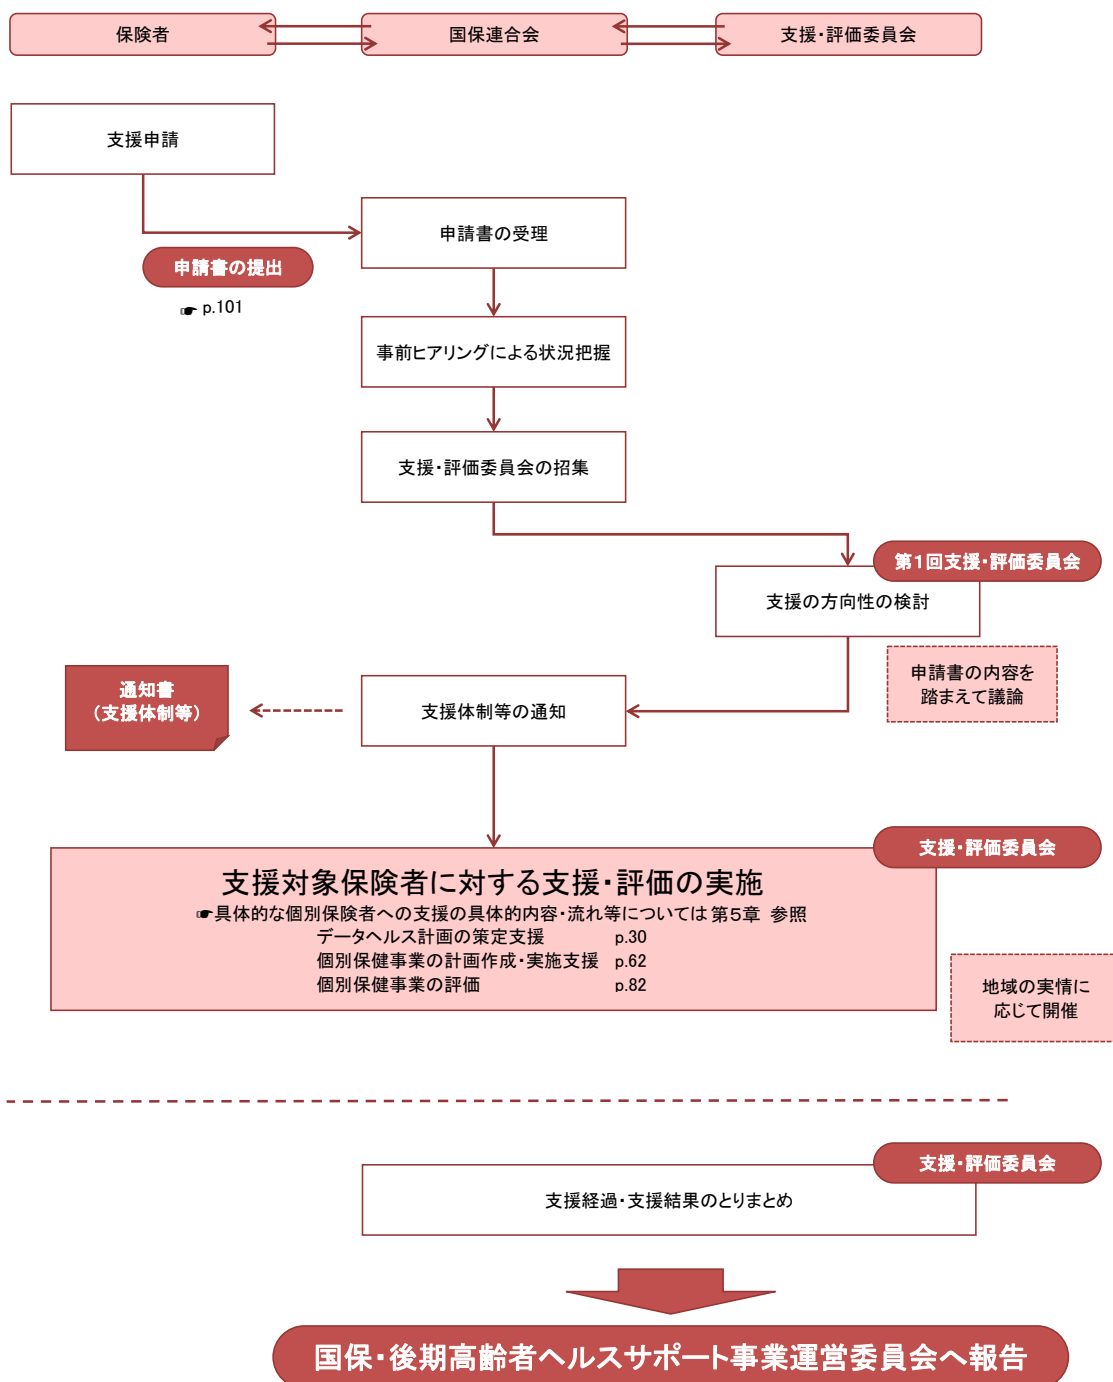 保険者
国保連合会
支援・評価委員会
支援申請
申請書の受理
申請書の提出
☛ p.101
事前ヒアリングによる状況把握
支援・評価委員会の招集
第1回支援・評価委員会
支援の方向性の検討
申請書の内容を
踏まえて議論
通知書
（支援体制等）
支援体制等の通知
支援・評価委員会
支援対象保険者に対する支援・評価の実施
☛具体的な個別保険者への支援の具体的内容・流れ等については 第5章 参照
データヘルス計画の策定支援 p.30
個別保健事業の計画作成・実施支援 p.62
個別保健事業の評価 p.82
地域の実情に
応じて開催
支援・評価委員会
支援経過・支援結果のとりまとめ
国保・後期高齢者ヘルスサポート事業運営委員会へ報告